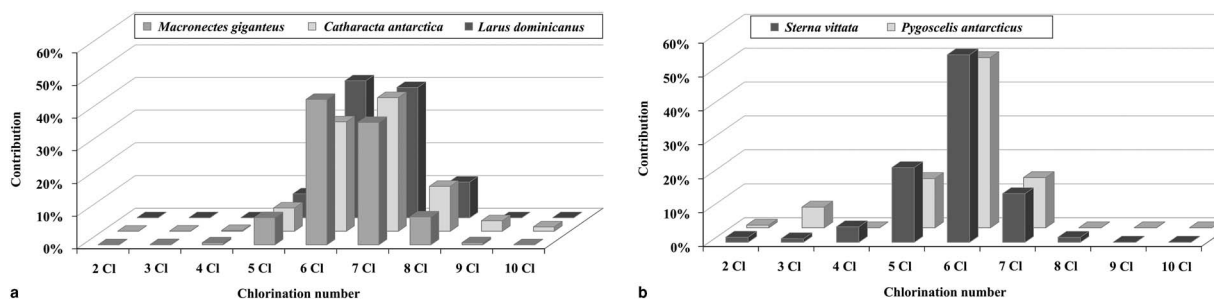 Macronectes giganteus Catharacta antarctica Larus dominicanus
60%
50%
40%
30%
20%
10%
0%
Contribution
2 Cl 3 Cl 4 Cl 5 Cl 6 Cl 7 Cl 8 Cl 9 Cl 10 Cl
Chlorination number
a
Sterna vittata Pygoscelis antarcticus
60%
50%
40%
30%
20%
10%
0%
Contribution
2 Cl 3 Cl 4 Cl 5 Cl 6 Cl 7 Cl 8 Cl 9 Cl 10 Cl
Chlorination number
b